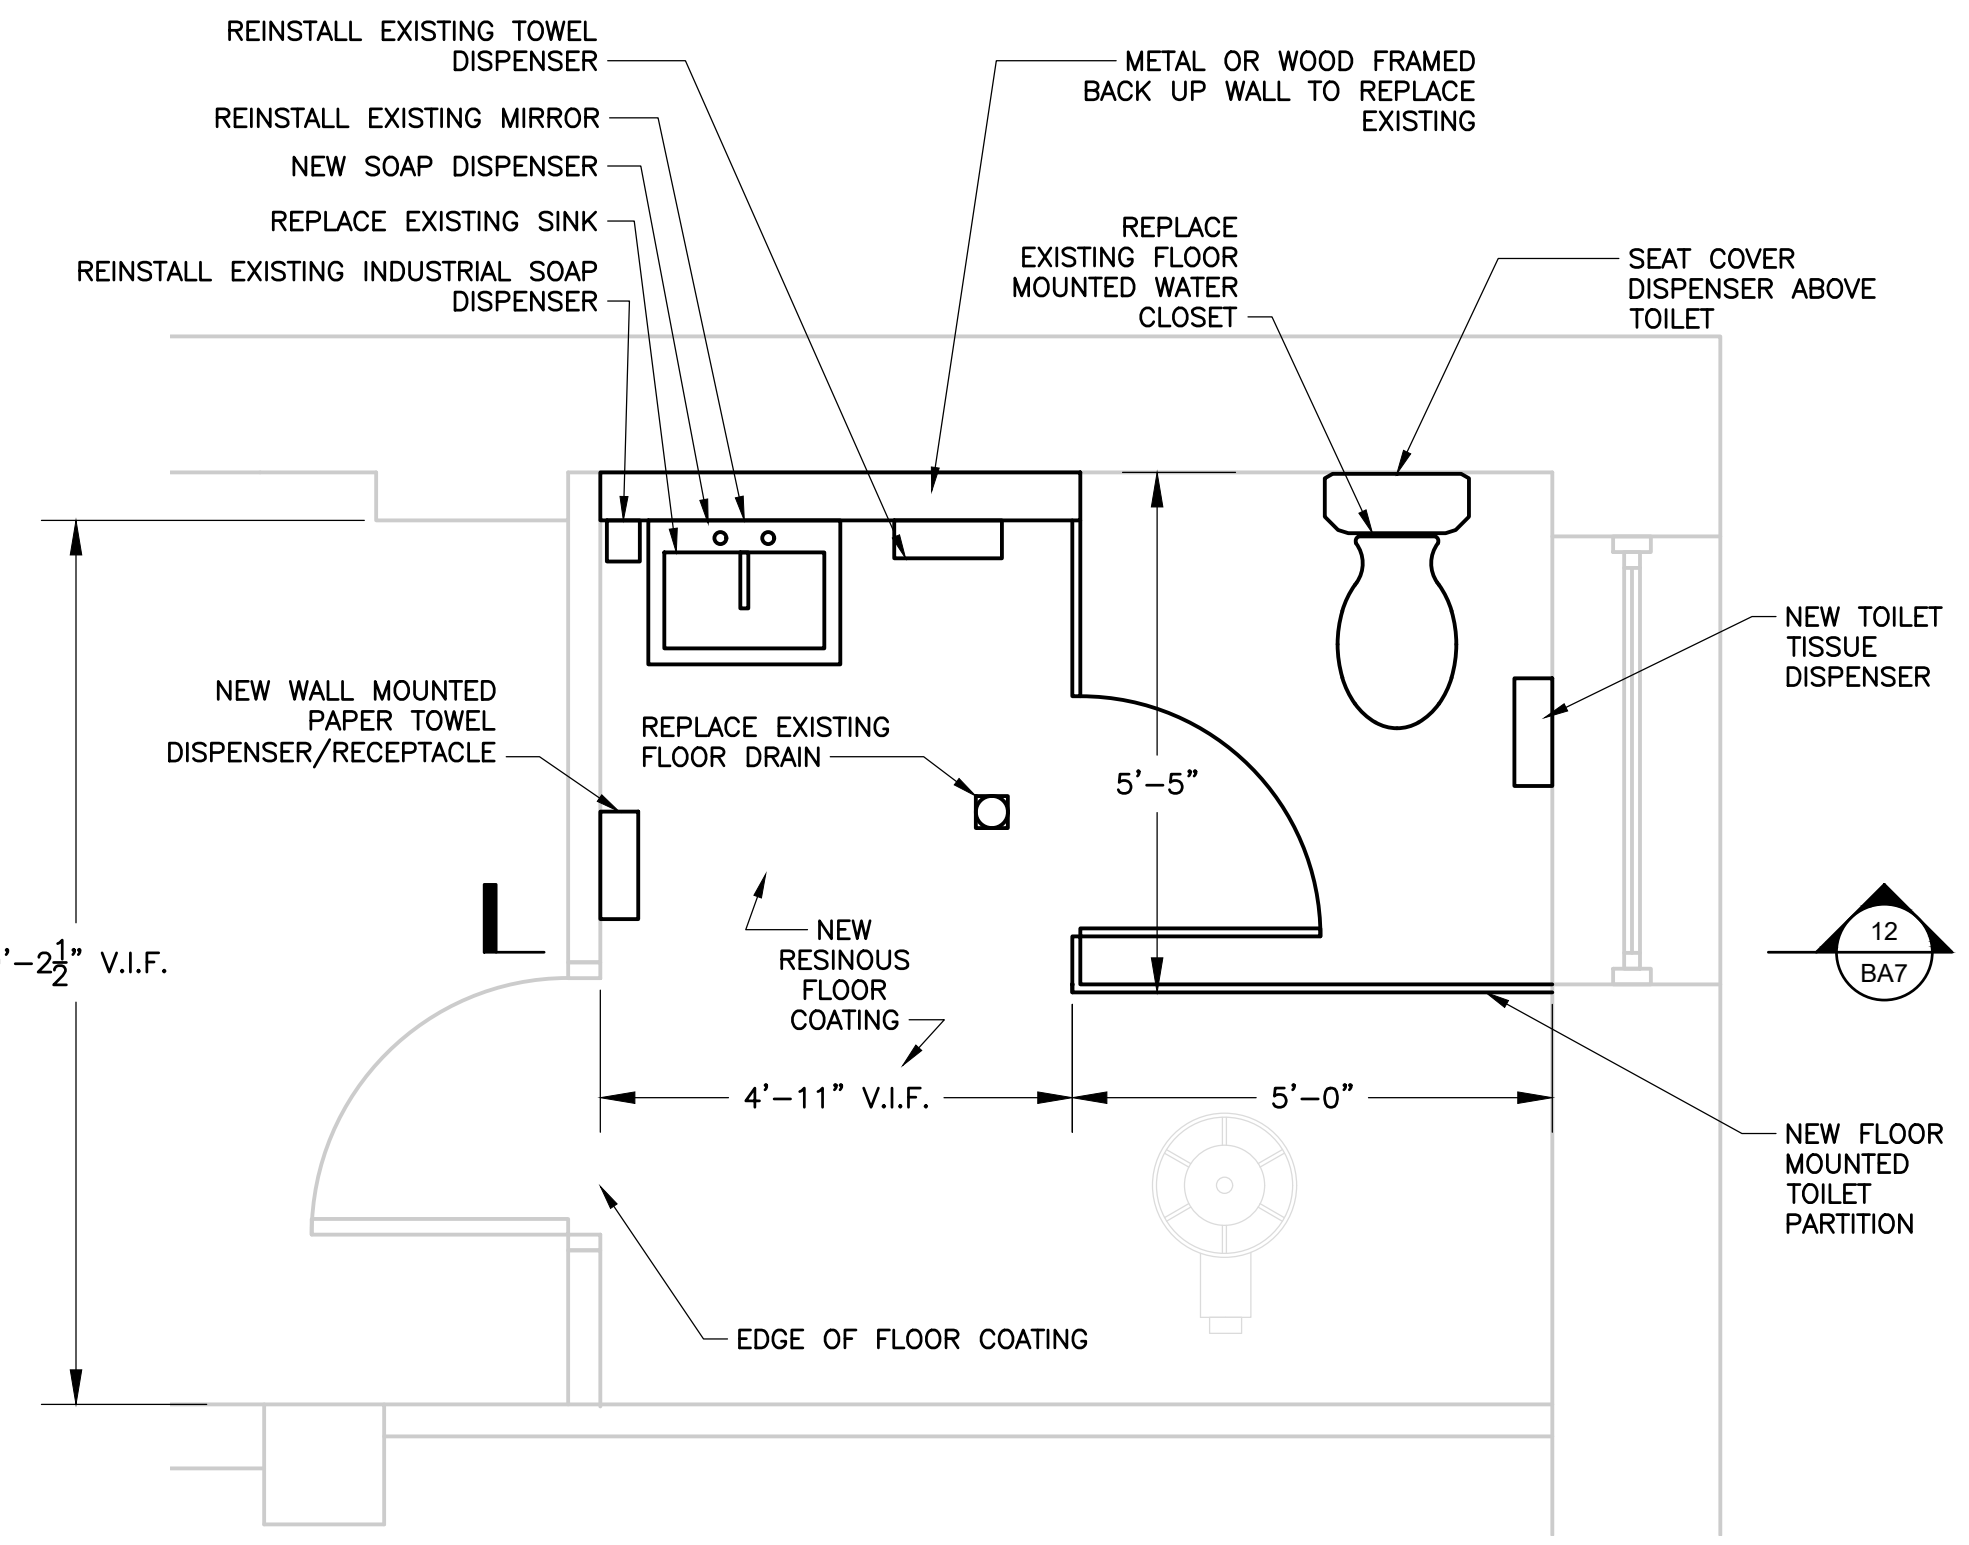 REINSTALL EXISTING TOWEL
DISPENSER
METAL OR WOOD FRAMED
BACK UP WALL TO REPLACE
EXISTING
REINSTALL EXISTING MIRROR
NEW SOAP DISPENSER
REPLACE EXISTING SINK
REINSTALL EXISTING INDUSTRIAL SOAP
DISPENSER
REPLACE
EXISTING FLOOR
MOUNTED WATER
CLOSET
SEAT COVER
DISPENSER ABOVE
TOILET
NEW TOILET
TISSUE
DISPENSER
NEW WALL MOUNTED
PAPER TOWEL
DISPENSER/RECEPTACLE
REPLACE EXISTING
FLOOR DRAIN
5'-5"
NEW
RESINOUS
FLOOR
COATING
12
BA7
'-2½" V.I.F.
4'-11" V.I.F.
5'-0"
NEW FLOOR
MOUNTED
TOILET
PARTITION
EDGE OF FLOOR COATING